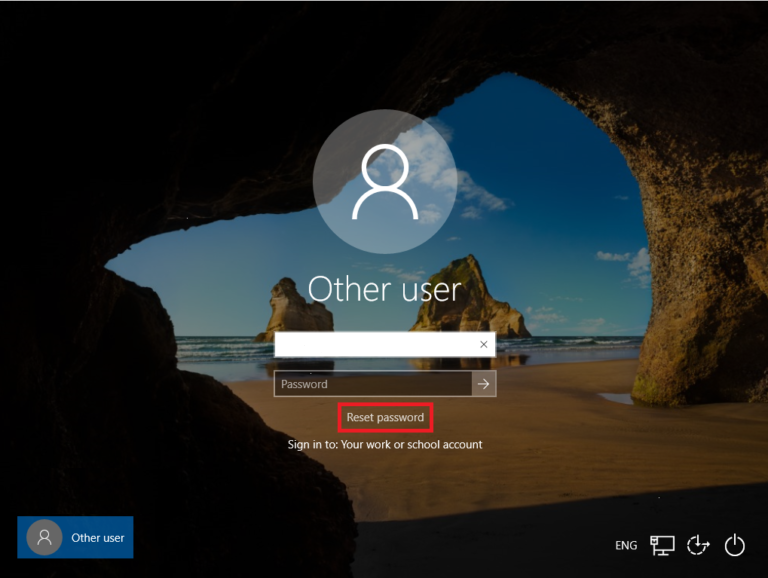 Other user
Password
Reset password
Sign in to: Your work or school account
Other user
ENG